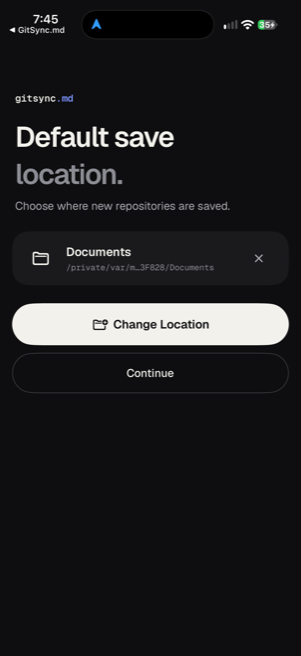 7:45
◀ GitSync.md
35
gitsync.md
Default save
location.
Choose where new repositories are saved.
Documents
/private/var/m…3F828/Documents
Change Location
Continue